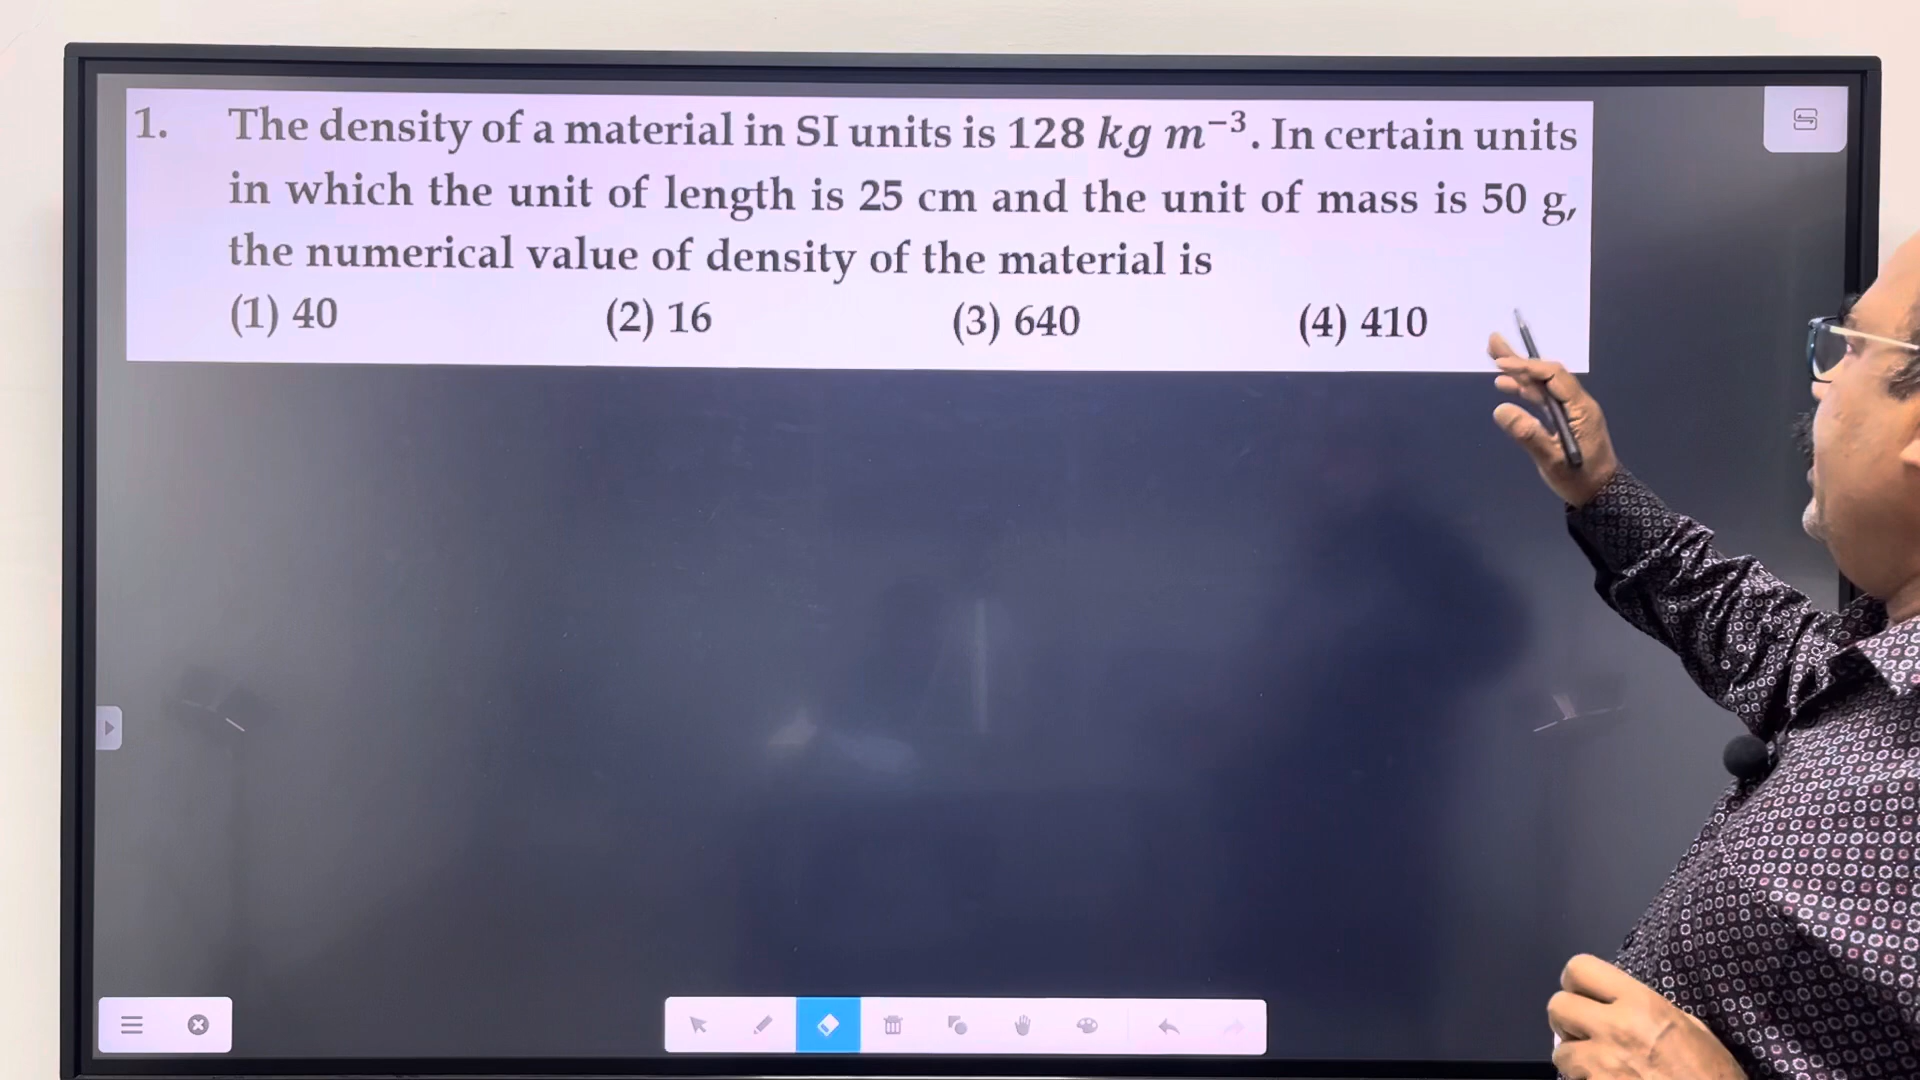 1. The density of a material in SI units is 128 kg m⁻³. In certain units
in which the unit of length is 25 cm and the unit of mass is 50 g,
the numerical value of density of the material is
(1) 40 (2) 16 (3) 640 (4) 410